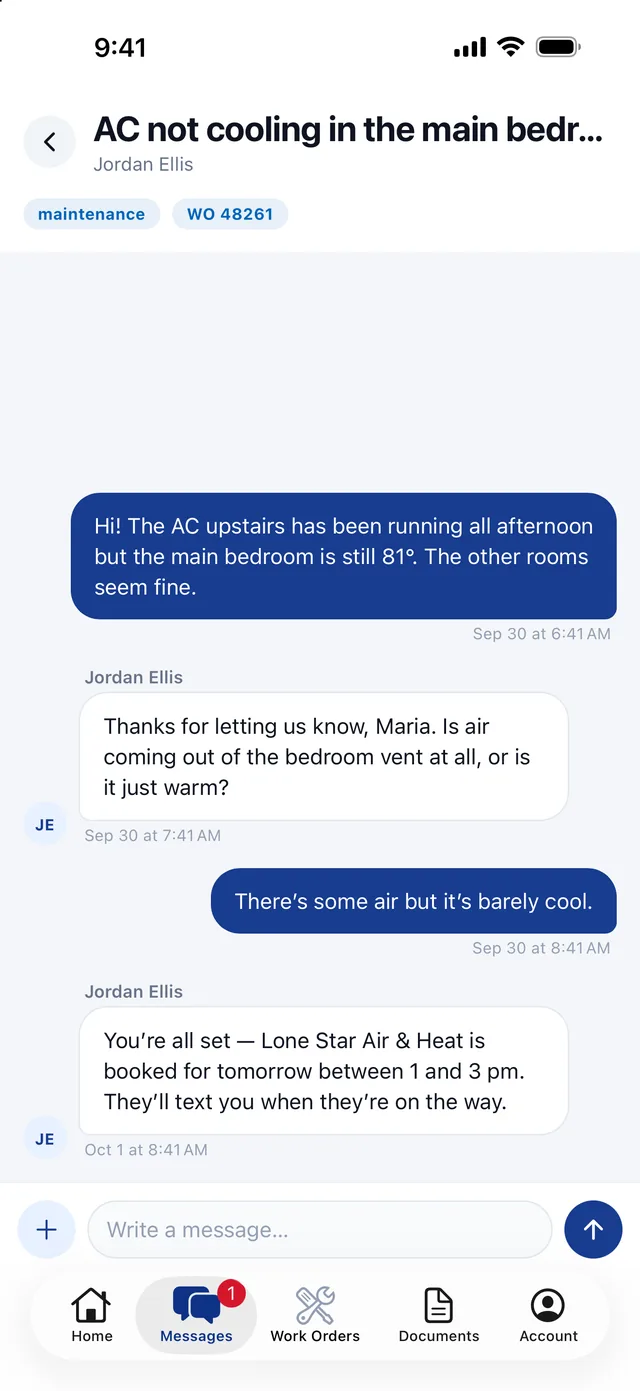 9:41
AC not cooling in the main bedr...
Jordan Ellis
maintenance
WO 48261
Hi! The AC upstairs has been running all afternoon
but the main bedroom is still 81°. The other rooms
seem fine.
Sep 30 at 6:41 AM
Jordan Ellis
Thanks for letting us know, Maria. Is air
coming out of the bedroom vent at all, or is
it just warm?
JE
Sep 30 at 7:41 AM
There’s some air but it’s barely cool.
Sep 30 at 8:41 AM
Jordan Ellis
You’re all set — Lone Star Air & Heat is
booked for tomorrow between 1 and 3 pm.
They’ll text you when they’re on the way.
JE
Oct 1 at 8:41 AM
Write a message...
1
Home
Messages
Work Orders
Documents
Account